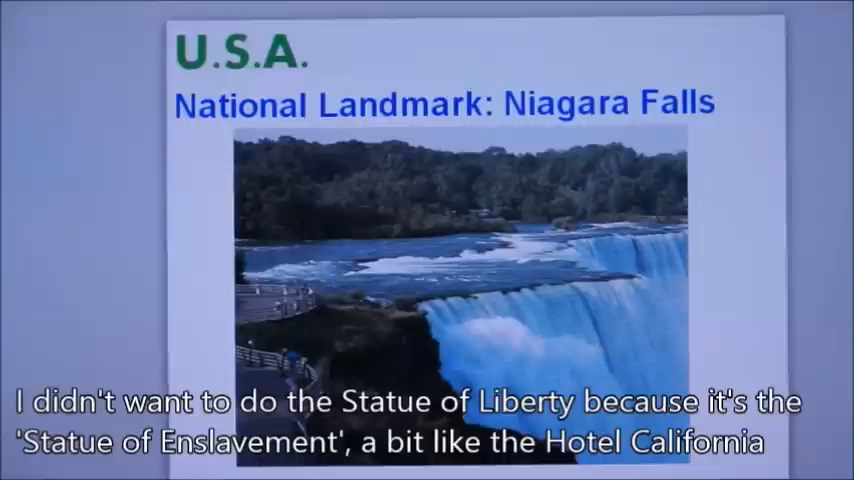 U.S.A.
National Landmark: Niagara Falls
I didn't want to do the Statue of Liberty because it's the
'Statue of Enslavement', a bit like the Hotel California